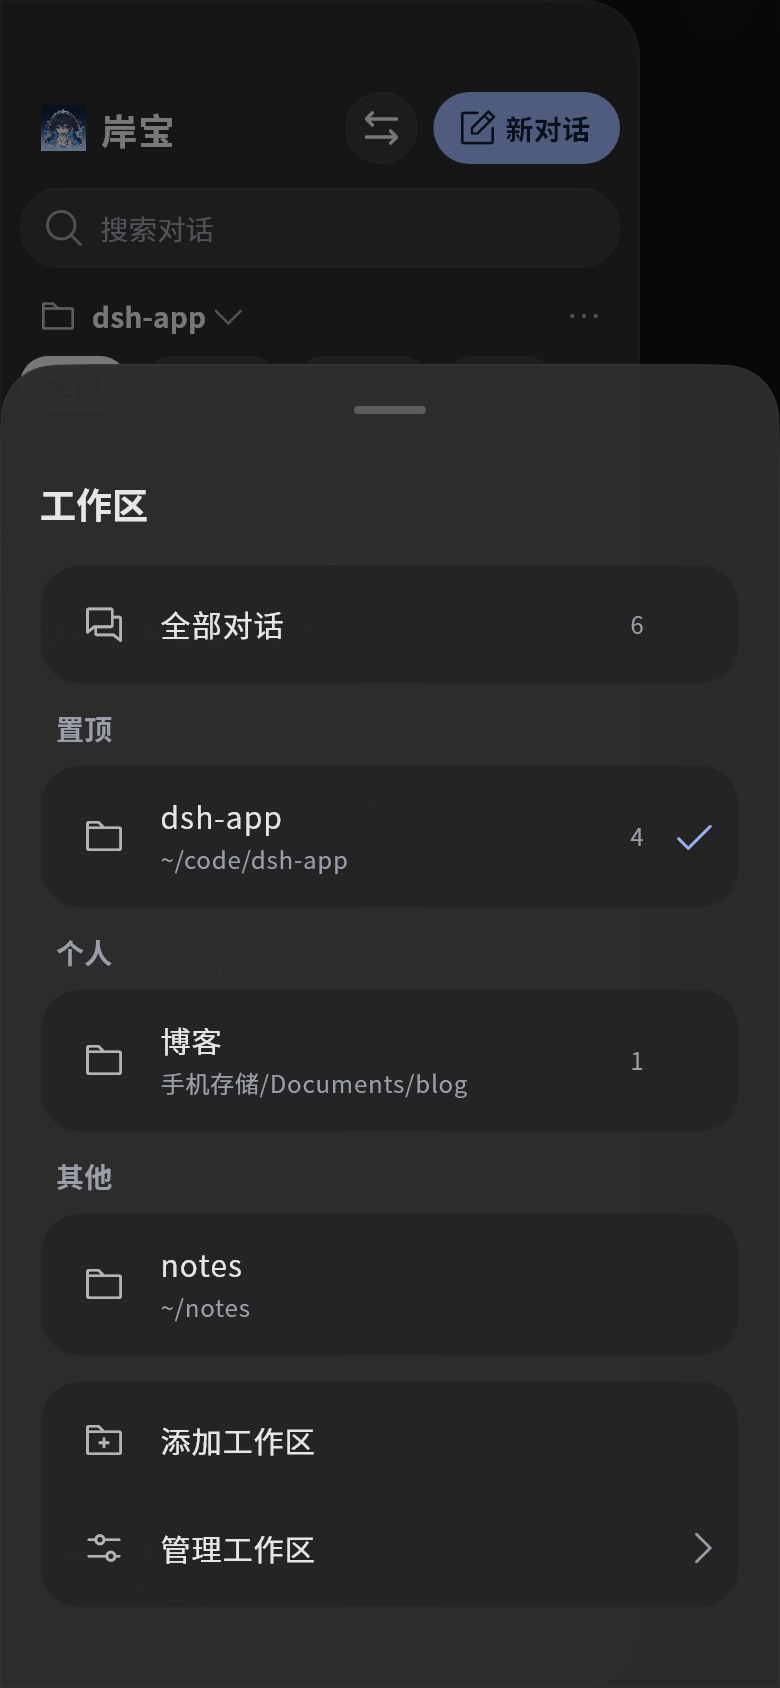 岸宝
新对话
搜索对话
dsh-app
全部
工作区
全部对话
6
置顶
dsh-app
~/code/dsh-app
4
个人
博客
手机存储/Documents/blog
1
其他
notes
~/notes
添加工作区
管理工作区